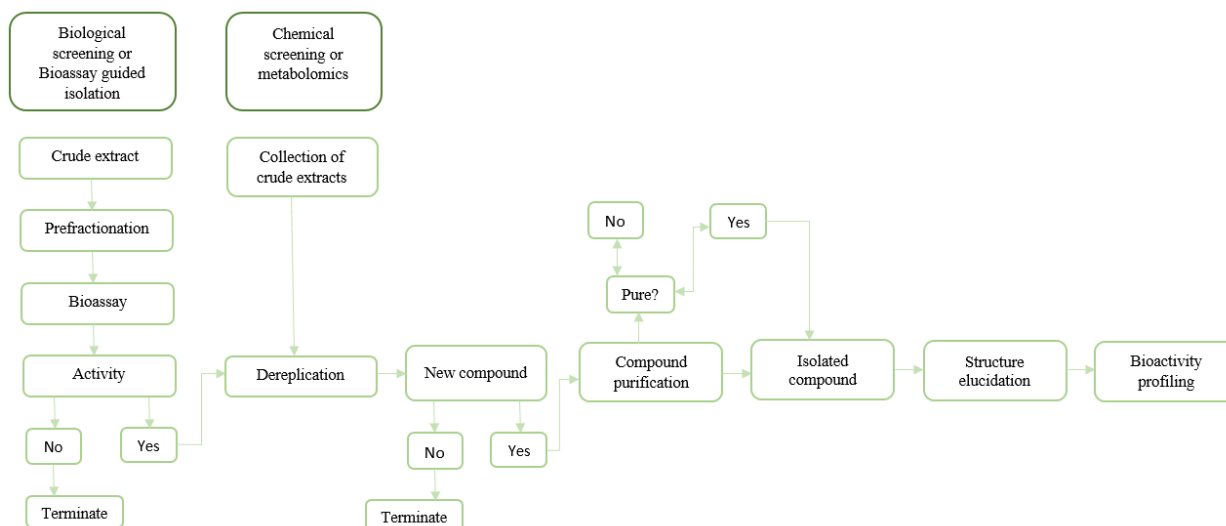 Biological
screening or
Bioassay guided
isolation
Chemical
screening or
metabolomics
Crude extract
Collection of
crude extracts
Prefractionation
No
Yes
Bioassay
Pure?
Activity
Dereplication
New compound
Compound
purification
Isolated
compound
Structure
elucidation
Bioactivity
profiling
No
Yes
No
Yes
Terminate
Terminate